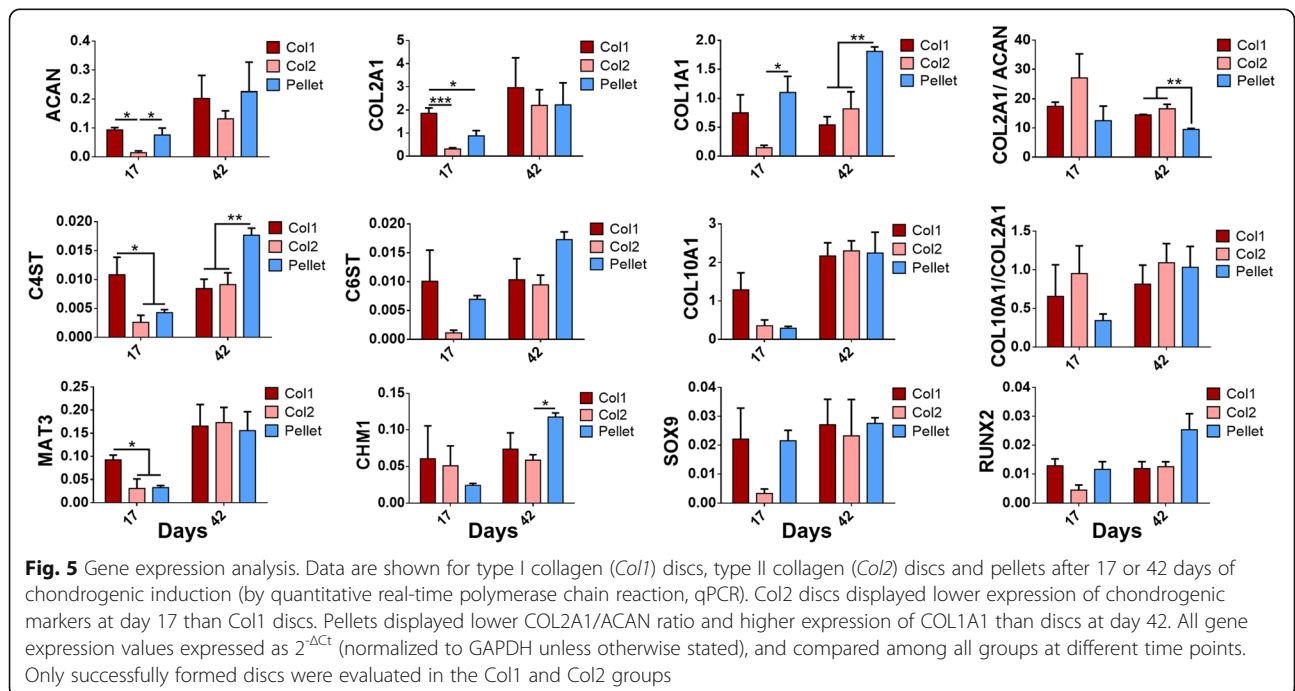 ACAN
0.4
0.3
0.2
0.1
0.0
* *
17
42
Col1
Col2
Pellet
COL2A1
5
4
3
2
1
0
*
***
17
42
Col1
Col2
Pellet
COL1A1
2.0
1.5
1.0
0.5
0.0
*
**
17
42
Col1
Col2
Pellet
COL2A1/ ACAN
40
30
20
10
0
**
17
42
Col1
Col2
Pellet
C4ST
0.020
0.015
0.010
0.005
0.000
*
**
17
42
Col1
Col2
Pellet
C6ST
0.020
0.015
0.010
0.005
0.000
17
42
Col1
Col2
Pellet
COL10A1
3
2
1
0
17
42
Col1
Col2
Pellet
COL10A1/COL2A1
1.5
1.0
0.5
0.0
17
42
Col1
Col2
Pellet
MAT3
0.25
0.20
0.15
0.10
0.05
0.00
*
17
42
Days
Col1
Col2
Pellet
CHM1
0.15
0.10
0.05
0.00
*
17
42
Days
Col1
Col2
Pellet
SOX9
0.04
0.03
0.02
0.01
0.00
17
42
Days
Col1
Col2
Pellet
RUNX2
0.04
0.03
0.02
0.01
0.00
17
42
Days
Col1
Col2
Pellet
Fig. 5 Gene expression analysis. Data are shown for type I collagen (Col1) discs, type II collagen (Col2) discs and pellets after 17 or 42 days of
chondrogenic induction (by quantitative real-time polymerase chain reaction, qPCR). Col2 discs displayed lower expression of chondrogenic
markers at day 17 than Col1 discs. Pellets displayed lower COL2A1/ACAN ratio and higher expression of COL1A1 than discs at day 42. All gene
expression values expressed as 2-ΔCt (normalized to GAPDH unless otherwise stated), and compared among all groups at different time points.
Only successfully formed discs were evaluated in the Col1 and Col2 groups